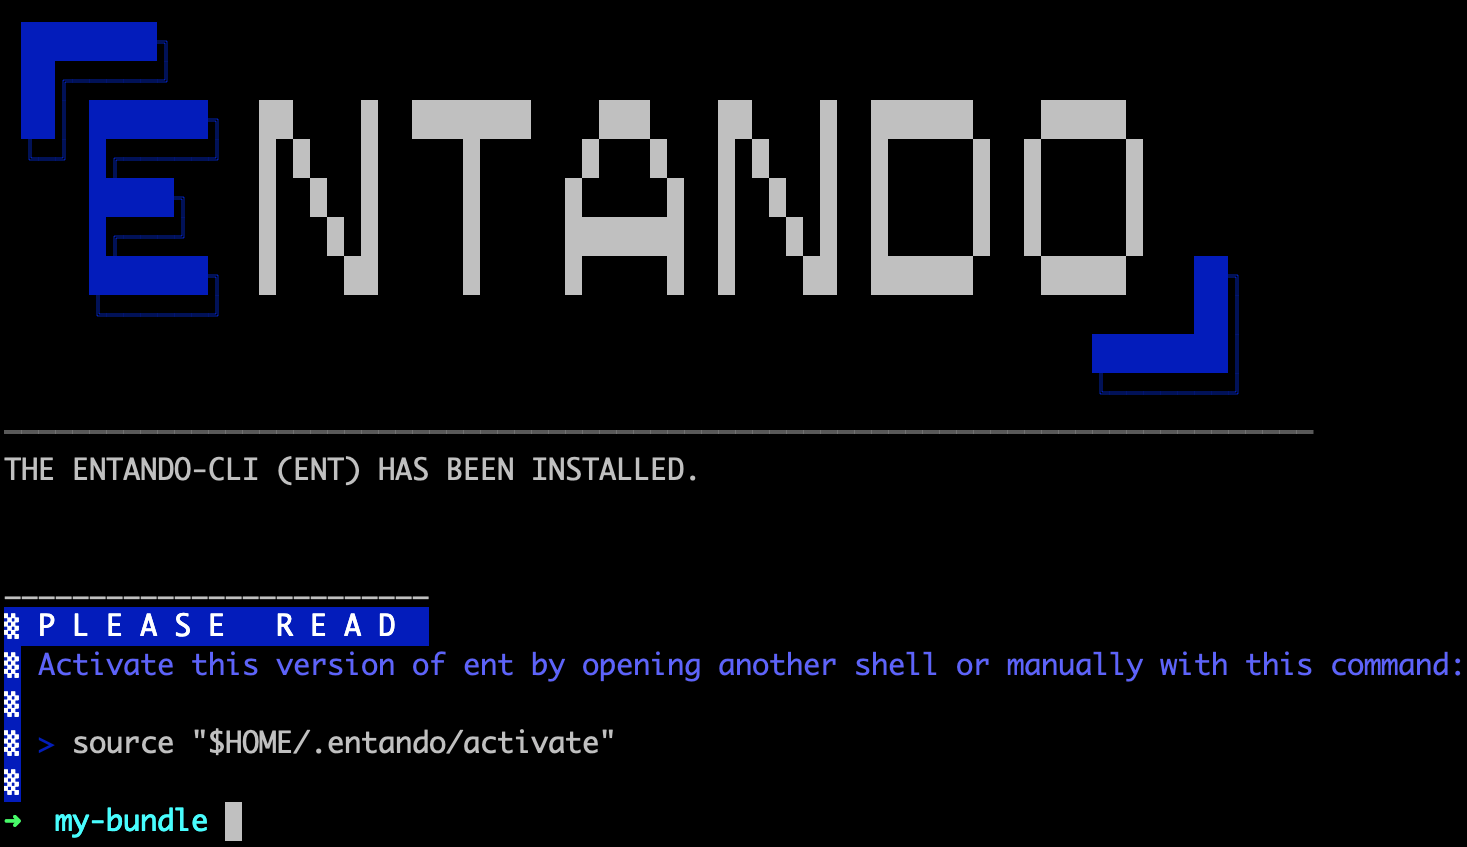 ENTANDO
THE ENTANDO-CLI (ENT) HAS BEEN INSTALLED.
P L E A S E   R E A D
Activate this version of ent by opening another shell or manually with this command:
> source "$HOME/.entando/activate"
➜  my-bundle